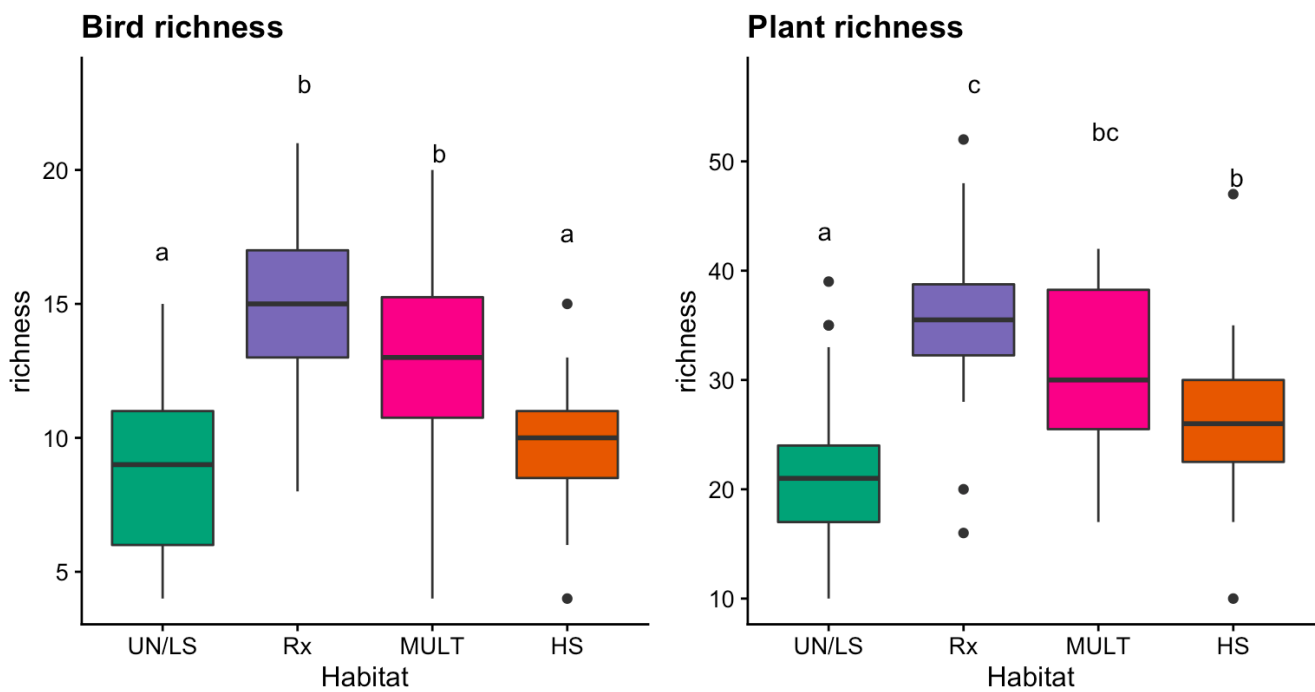 Bird richness
b
b
a
a
20
15
10
5
richness
UN/LS Rx MULT HS
Habitat
Plant richness
c
bc
b
a
50
40
30
20
10
richness
UN/LS Rx MULT HS
Habitat